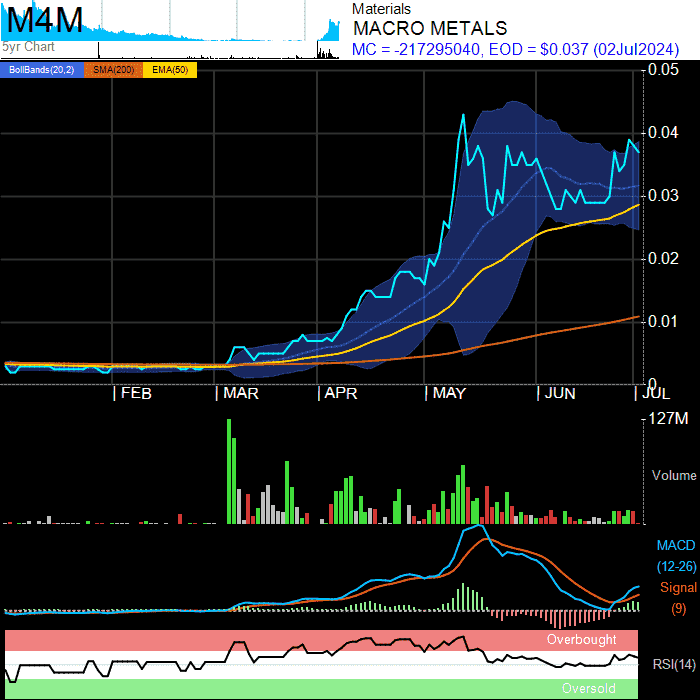 M4M
5yr Chart
Materials
MACRO METALS
MC = -217295040, EOD = $0.037 (02Jul2024)
BollBands(20,2) SMA(200) EMA(50)
0.05
0.04
0.03
0.02
0.01
0
FEB MAR APR MAY JUN JUL
127M
Volume
MACD
(12-26)
Signal
(9)
Overbought
RSI(14)
Oversold